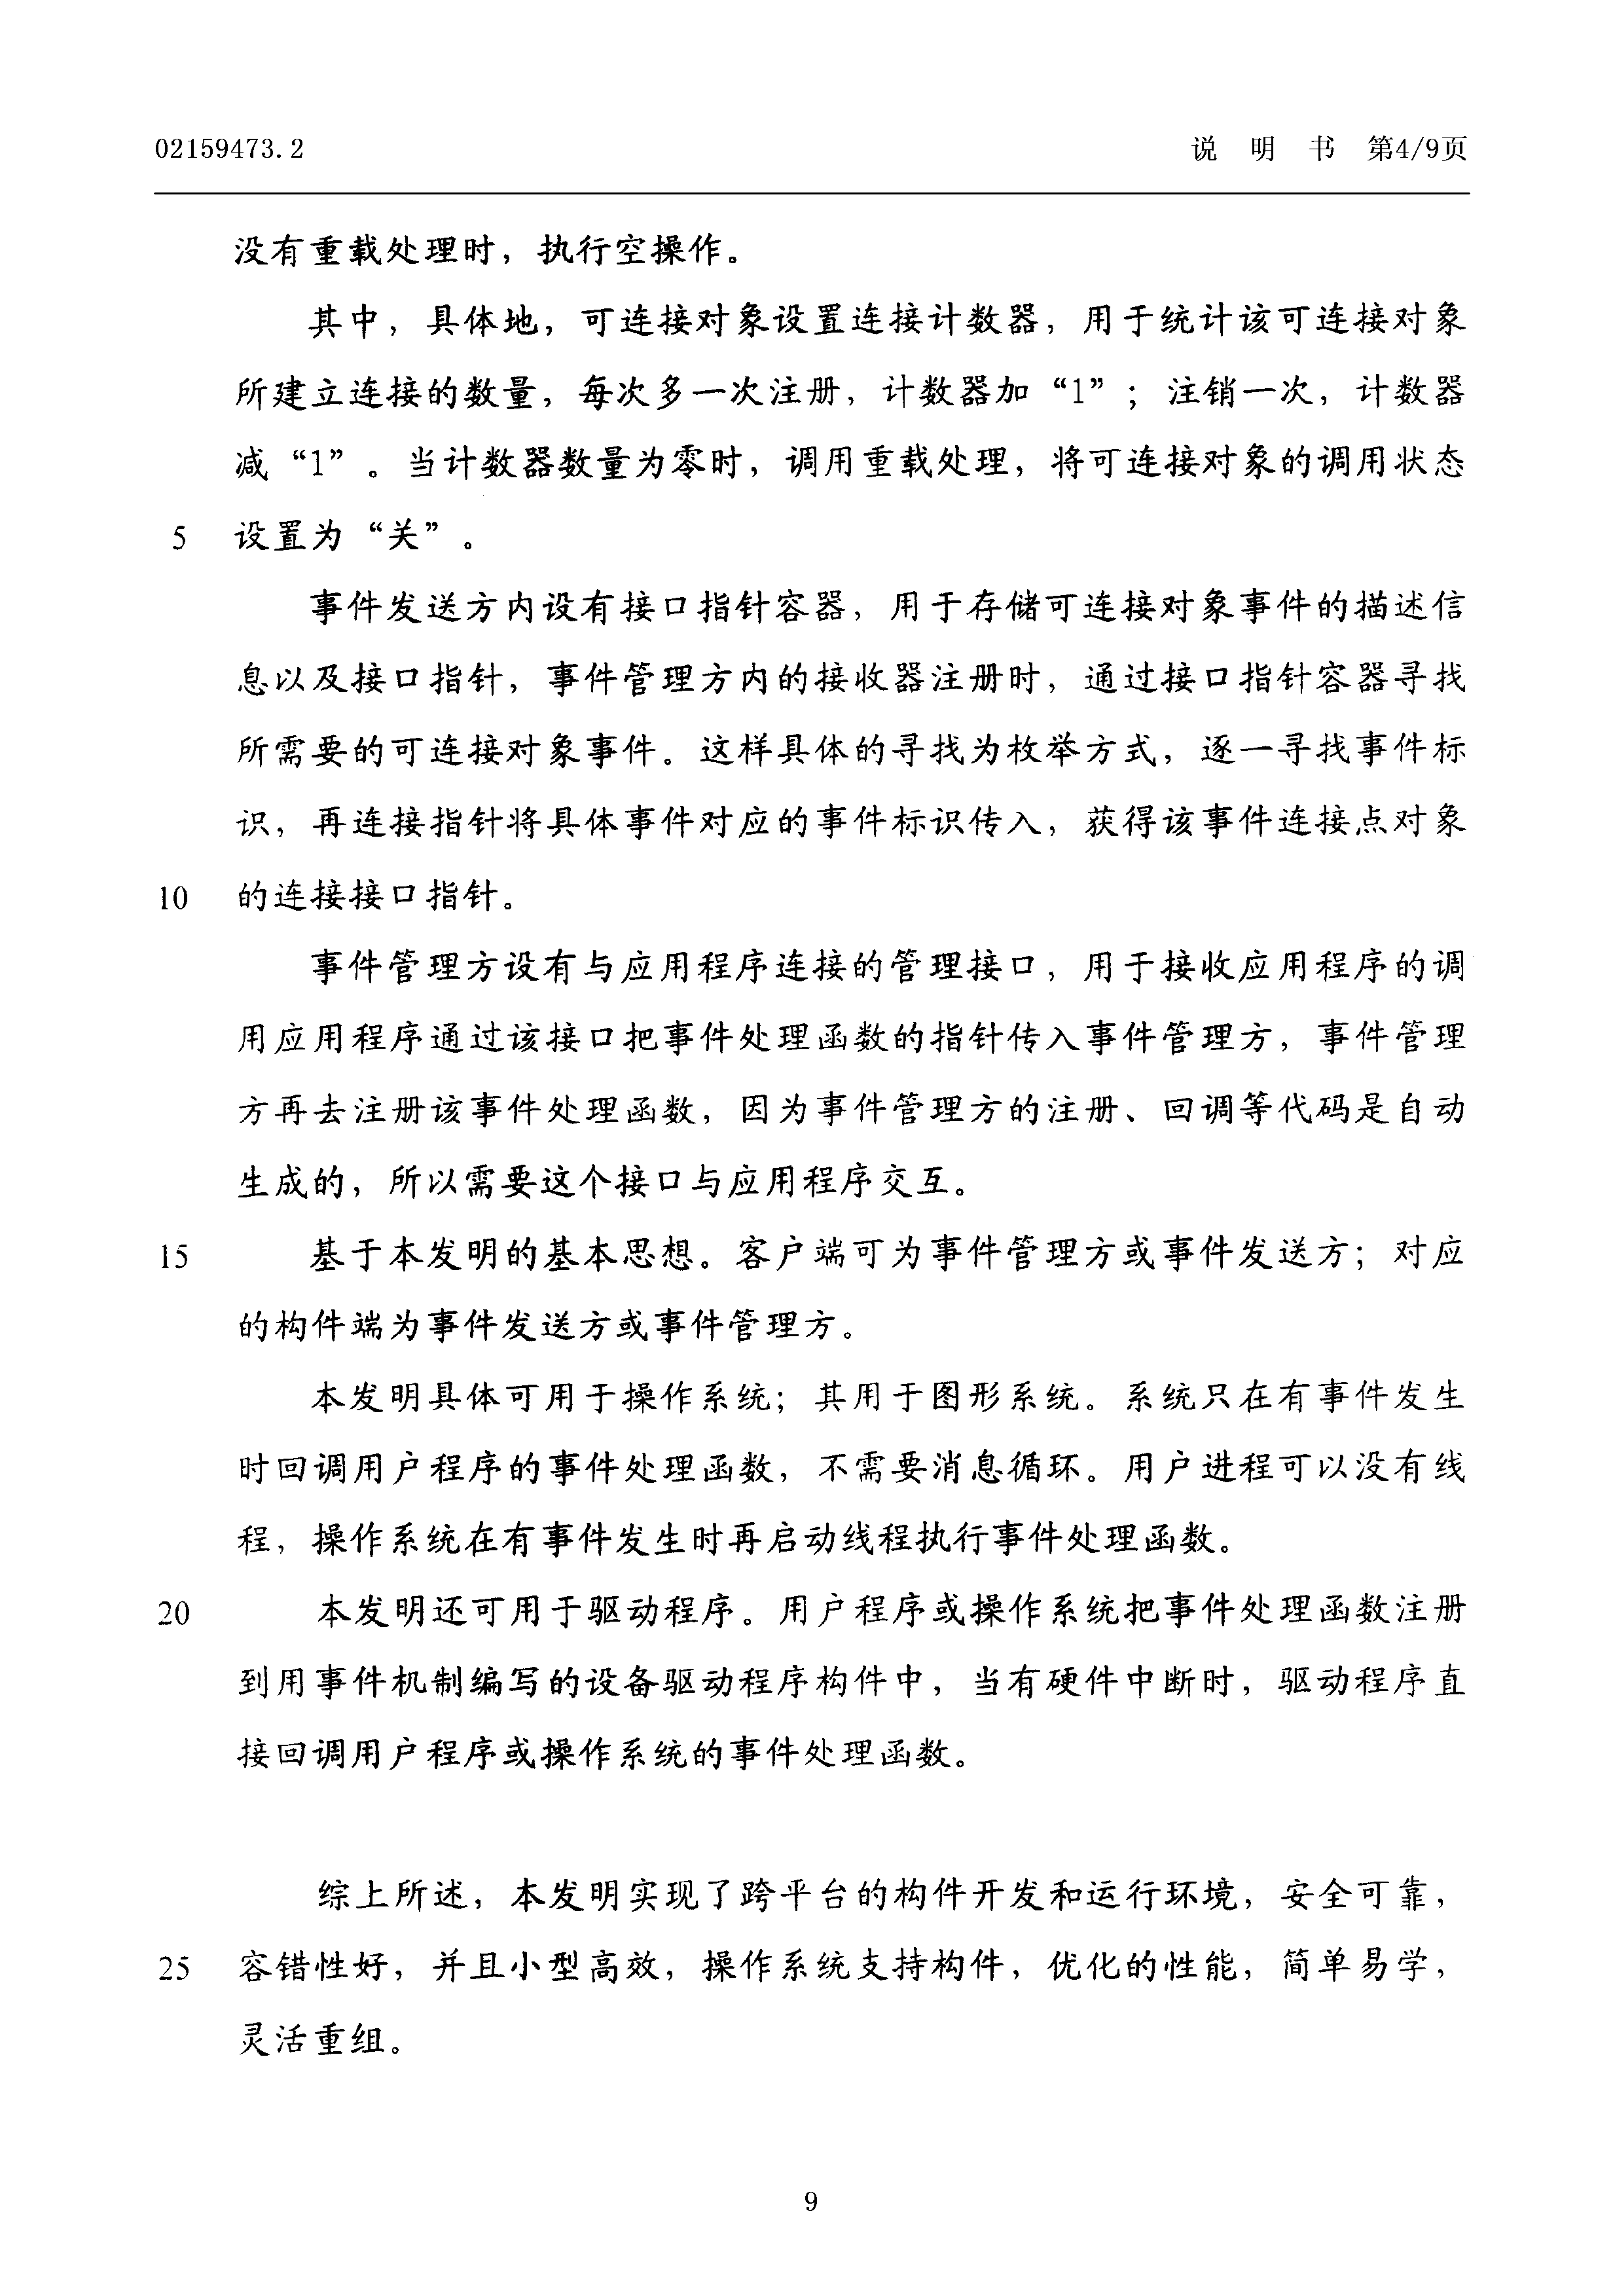 02159473.2
说 明 书 第4/9页
没有重载处理时，执行空操作。
其中，具体地，可连接对象设置连接计数器，用于统计该可连接对象
所建立连接的数量，每次多一次注册，计数器加“1”；注销一次，计数器
减“1”。当计数器数量为零时，调用重载处理，将可连接对象的调用状态
5 设置为“关”。
事件发送方内设有接口指针容器，用于存储可连接对象事件的描述信
息以及接口指针，事件管理方内的接收器注册时，通过接口指针容器寻找
所需要的可连接对象事件。这样具体的寻找为枚举方式，逐一寻找事件标
识，再连接指针将具体事件对应的事件标识传入，获得该事件连接点对象
10 的连接接口指针。
事件管理方设有与应用程序连接的管理接口，用于接收应用程序的调
用应用程序通过该接口把事件处理函数的指针传入事件管理方，事件管理
方再去注册该事件处理函数，因为事件管理方的注册、回调等代码是自动
生成的，所以需要这个接口与应用程序交互。
15 基于本发明的基本思想。客户端可为事件管理方或事件发送方；对应
的构件端为事件发送方或事件管理方。
本发明具体可用于操作系统；其用于图形系统。系统只在有事件发生
时回调用户程序的事件处理函数，不需要消息循环。用户进程可以没有线
程，操作系统在有事件发生时再启动线程执行事件处理函数。
20 本发明还可用于驱动程序。用户程序或操作系统把事件处理函数注册
到用事件机制编写的设备驱动程序构件中，当有硬件中断时，驱动程序直
接回调用户程序或操作系统的事件处理函数。
综上所述，本发明实现了跨平台的构件开发和运行环境，安全可靠，
25 容错性好，并且小型高效，操作系统支持构件，优化的性能，简单易学，
灵活重组。
9